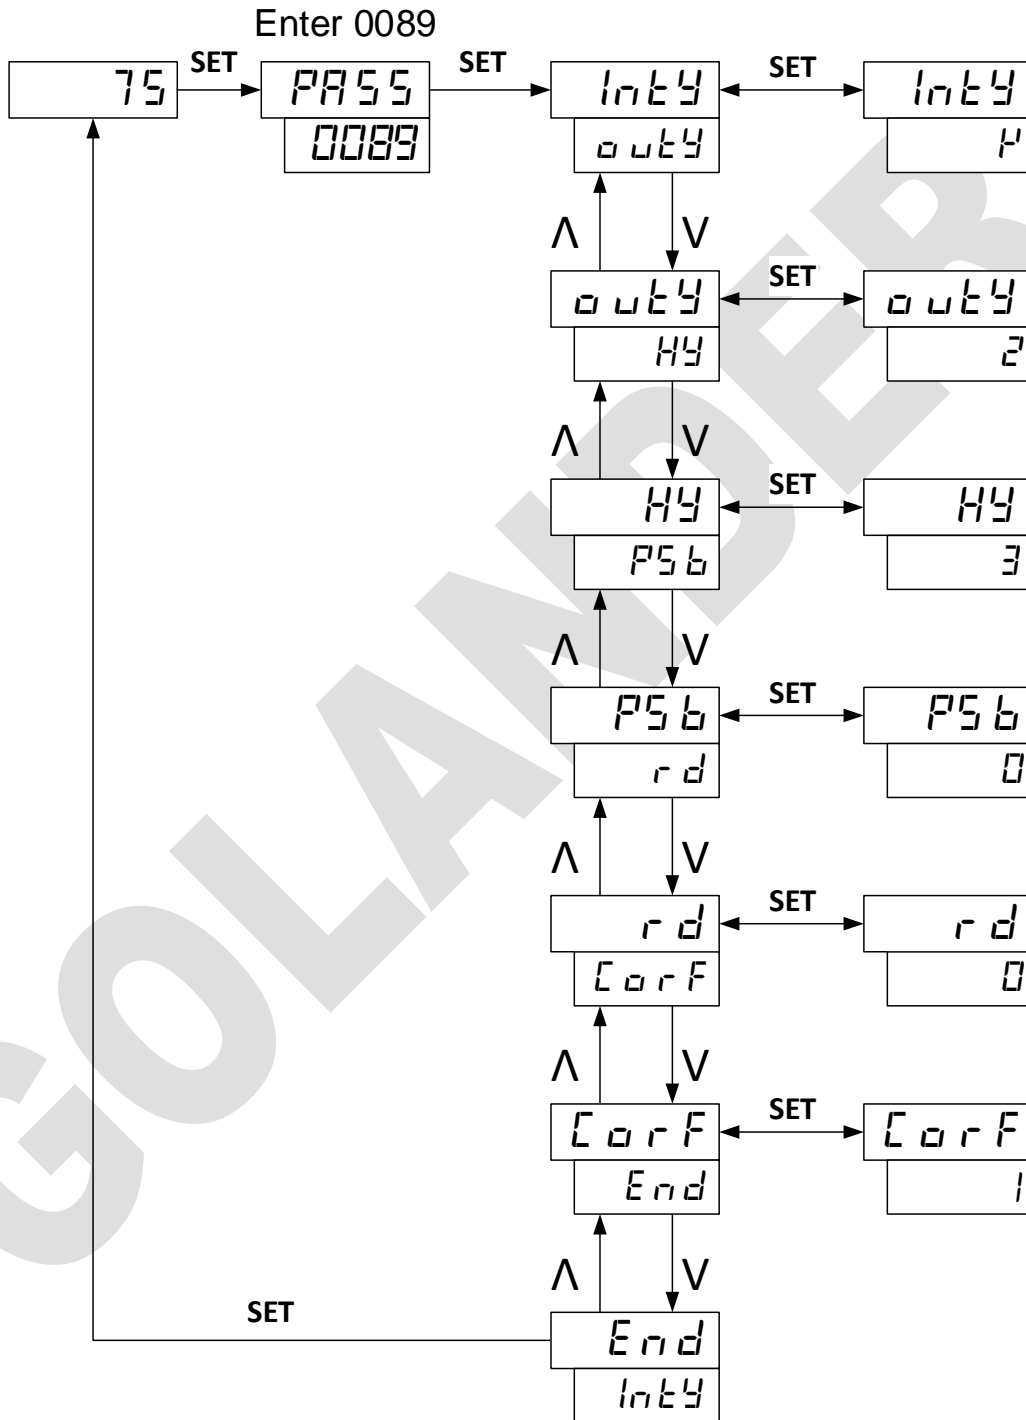 Enter 0089
75 SET PASS SET IntY SET IntY
0089 outY K
Λ V
outY SET outY
HY 2
Λ V
HY SET HY
PSb 3
Λ V
PSb SET PSb
rd 0
Λ V
rd SET rd
CorF 0
Λ V
CorF SET CorF
End 1
Λ V
SET End
IntY
GOLANDER